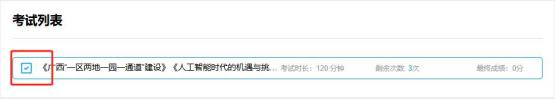 考试列表
《广西“一区两地一园一通道”建设》《人工智能时代的机遇与挑... 考试时长：120 分钟 剩余次数：3次 最终成绩：0分